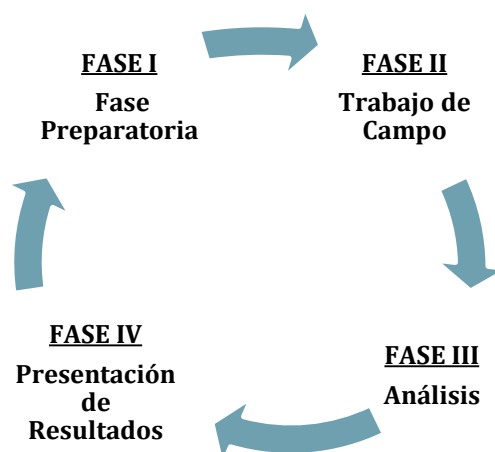 FASE I
Fase
Preparatoria
FASE II
Trabajo de
Campo
FASE III
Análisis
FASE IV
Presentación
de
Resultados